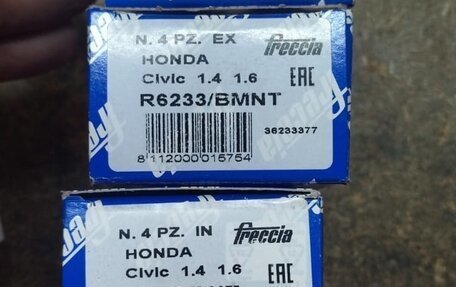 N. 4 PZ. EX freccia
HONDA
Civic 1.4 1.6 EAC
R6233/BMNT
36233377
8 112000 015754
N. 4 PZ. IN freccia
HONDA
Civic 1.4 1.6 EAC